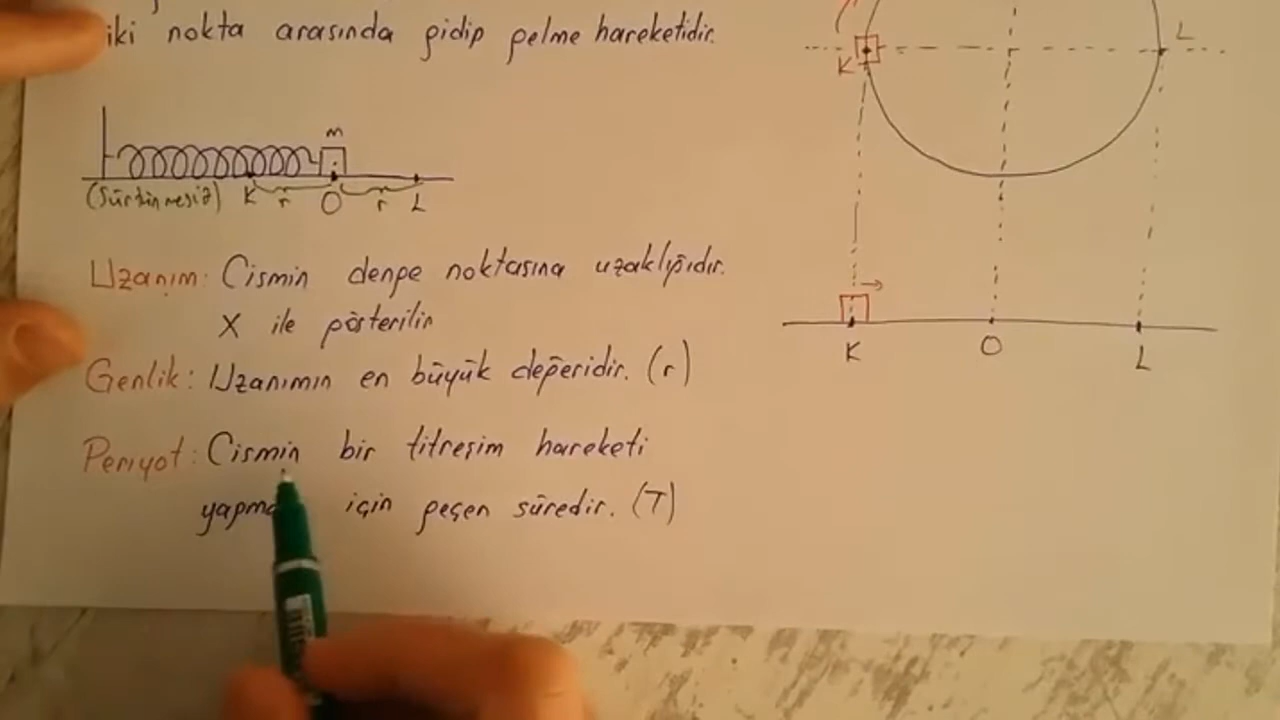 iki nokta arasında gidip gelme hareketidir.
m
(Sürtünmesiz) K r O r L
Uzanım: Cismin denge noktasına uzaklığıdır.
X ile gösterilir
Genlik: Uzanımın en büyük değeridir. (r)
Periyot: Cismin bir titreşim hareketi
için geçen süredir. (T)
K L
K O L